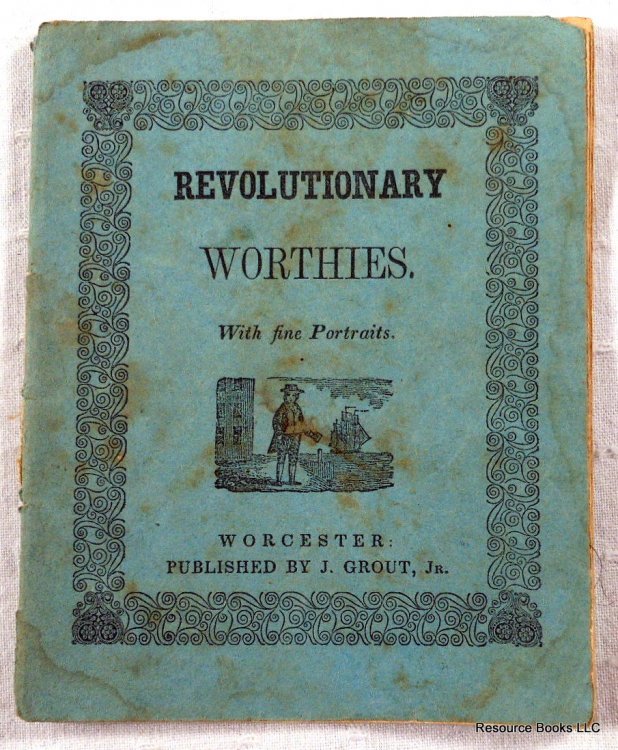 REVOLUTIONARY
WORTHIES.
With fine Portraits.
WORCESTER:
PUBLISHED BY J. GROUT, JR.
Resource Books LLC